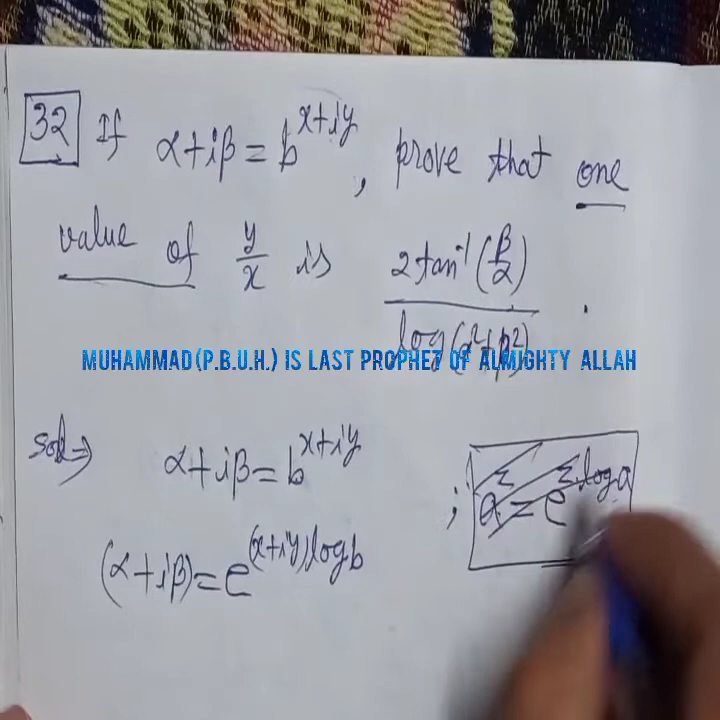 32 If α+iβ = b^{x+iy}, prove that one
value of y/x is 2tan⁻¹(β/α) / log(α²+β²) .
MUHAMMAD(P.B.U.H.) IS LAST PROPHET OF ALMIGHTY ALLAH
Sol⇒ α+iβ = b^{x+iy} ; a^z = e^{z.log a}
(α+iβ) = e^{(x+iy)log b}